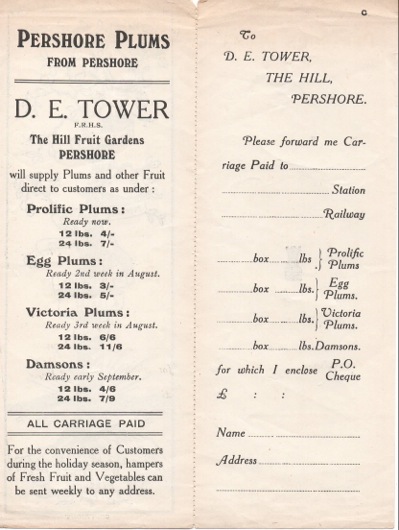 PERSHORE PLUMS
FROM PERSHORE
D. E. TOWER
F.R.H.S.
The Hill Fruit Gardens
PERSHORE
will supply Plums and other Fruit
direct to customers as under :
Prolific Plums :
Ready now.
12 lbs. 4/-
24 lbs. 7/-
Egg Plums :
Ready 2nd week in August.
12 lbs. 3/-
24 lbs. 5/-
Victoria Plums :
Ready 3rd week in August.
12 lbs. 6/6
24 lbs. 11/6
Damsons :
Ready early September.
12 lbs. 4/6
24 lbs. 7/9
ALL CARRIAGE PAID
For the convenience of Customers
during the holiday season, hampers
of Fresh Fruit and Vegetables can
be sent weekly to any address.
To
D. E. TOWER,
THE HILL,
PERSHORE.
Please forward me Car-
riage Paid to
Station
Railway
box lbs. } Prolific Plums
box lbs. } Egg Plums.
box lbs. } Victoria Plums.
box lbs. Damsons.
for which I enclose P.O. Cheque
£ : :
Name
Address